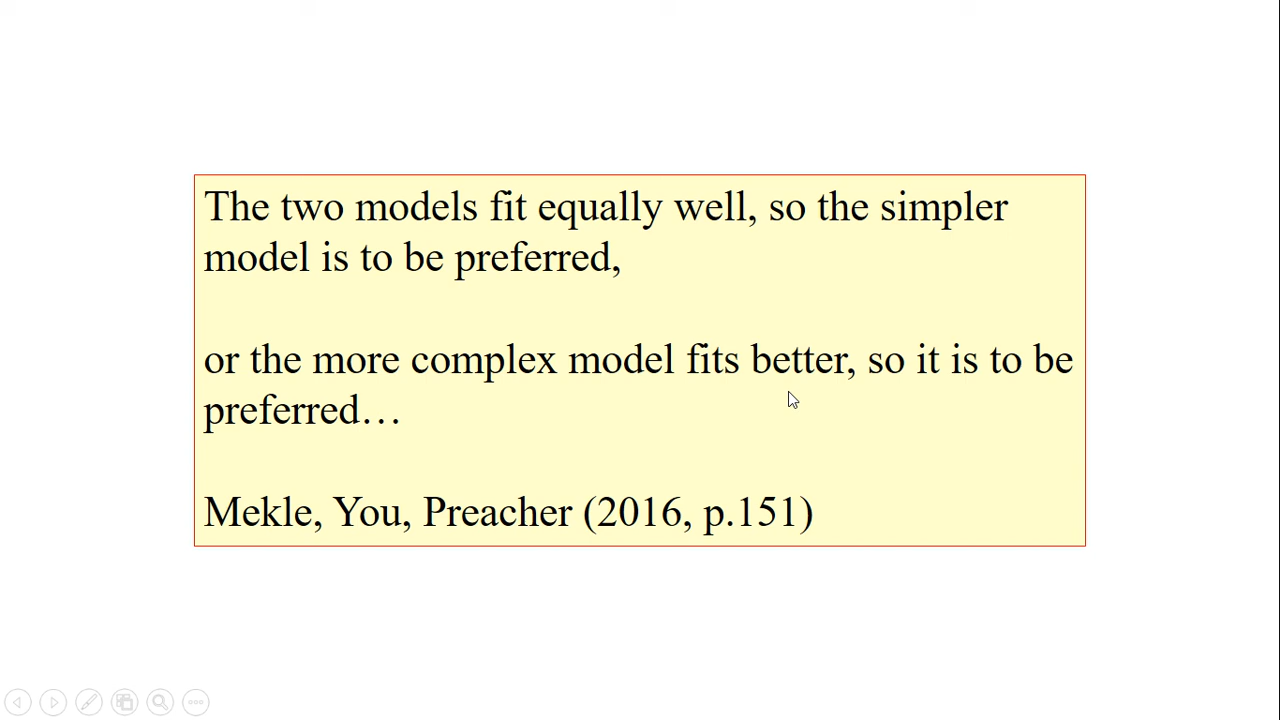 The two models fit equally well, so the simpler
model is to be preferred,
or the more complex model fits better, so it is to be
preferred…
Mekle, You, Preacher (2016, p.151)